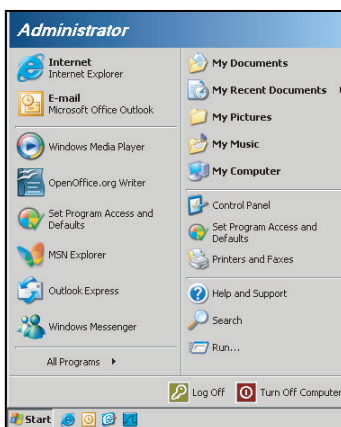 Administrator
Internet
Internet Explorer
E-mail
Microsoft Office Outlook
Windows Media Player
OpenOffice.org Writer
Set Program Access and
Defaults
MSN Explorer
Outlook Express
Windows Messenger
All Programs
My Documents
My Recent Documents
My Pictures
My Music
My Computer
Control Panel
Set Program Access and
Defaults
Printers and Faxes
Help and Support
Search
Run...
Log Off
Turn Off Computer
Start